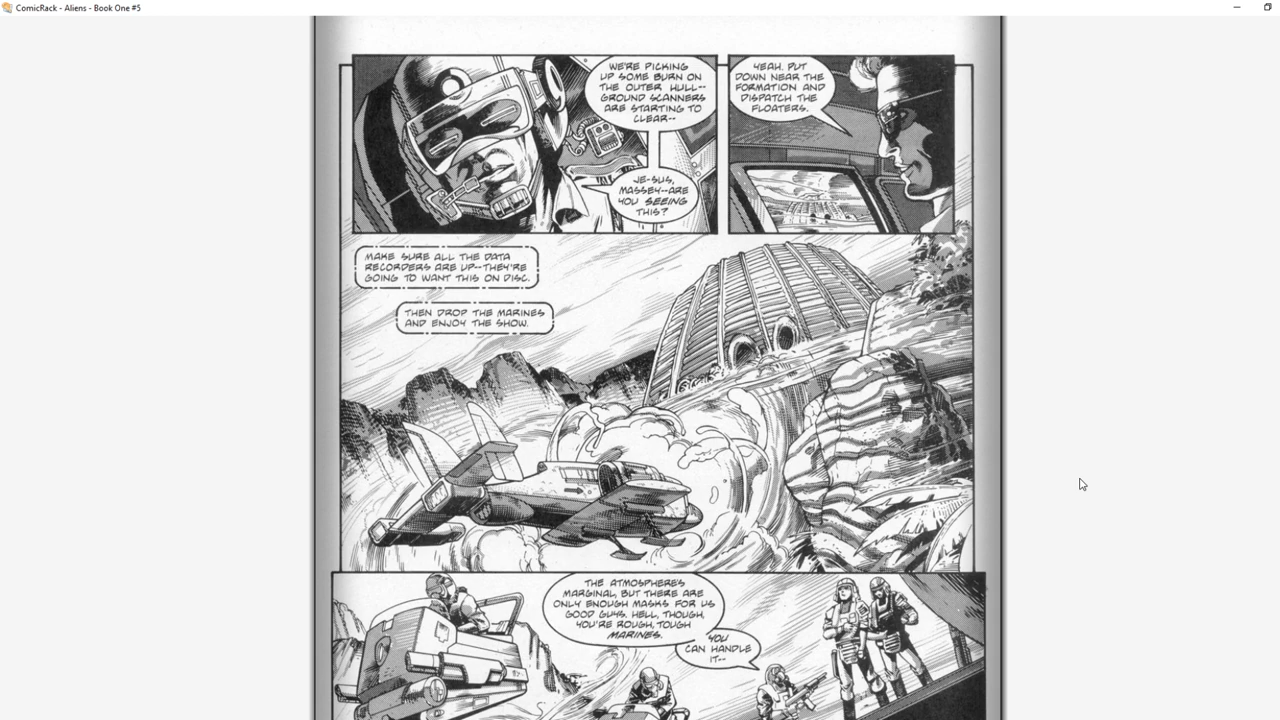 ComicRack - Aliens - Book One #5
WE'RE PICKING
UP SOME BURN ON
THE OUTER HULL--
GROUND SCANNERS
ARE STARTING TO
CLEAR--
JE-SUS,
MASSEY--ARE
YOU SEEING
THIS?
YEAH. PUT
DOWN NEAR THE
FORMATION AND
DISPATCH THE
FLOATERS.
MAKE SURE ALL THE DATA
RECORDERS ARE UP--THEY'RE
GOING TO WANT THIS ON DISC.
THEN DROP THE MARINES
AND ENJOY THE SHOW.
THE ATMOSPHERE'S
MARGINAL, BUT THERE ARE
ONLY ENOUGH MASKS FOR US
GOOD GUYS. HELL, THOUGH,
YOU'RE ROUGH, TOUGH
MARINES.
YOU
CAN HANDLE
IT--